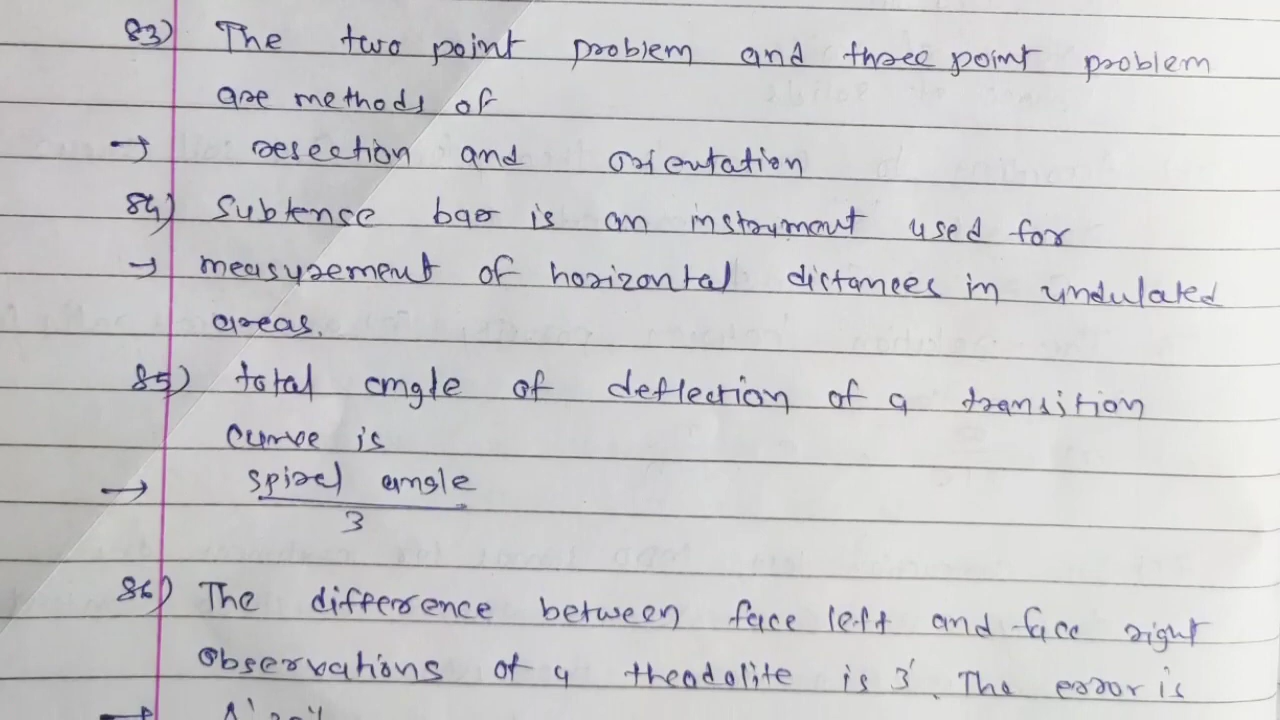 83) The two point problem and three point problem
are methods of
→ resection and orientation
84) Subtense bar is an instrument used for
→ measurement of horizontal distances in undulated
areas.
85) total angle of deflection of a transition
curve is
→ spiral angle
3
86) The difference between face left and face right
observations of a theodolite is 3'. The error is
→